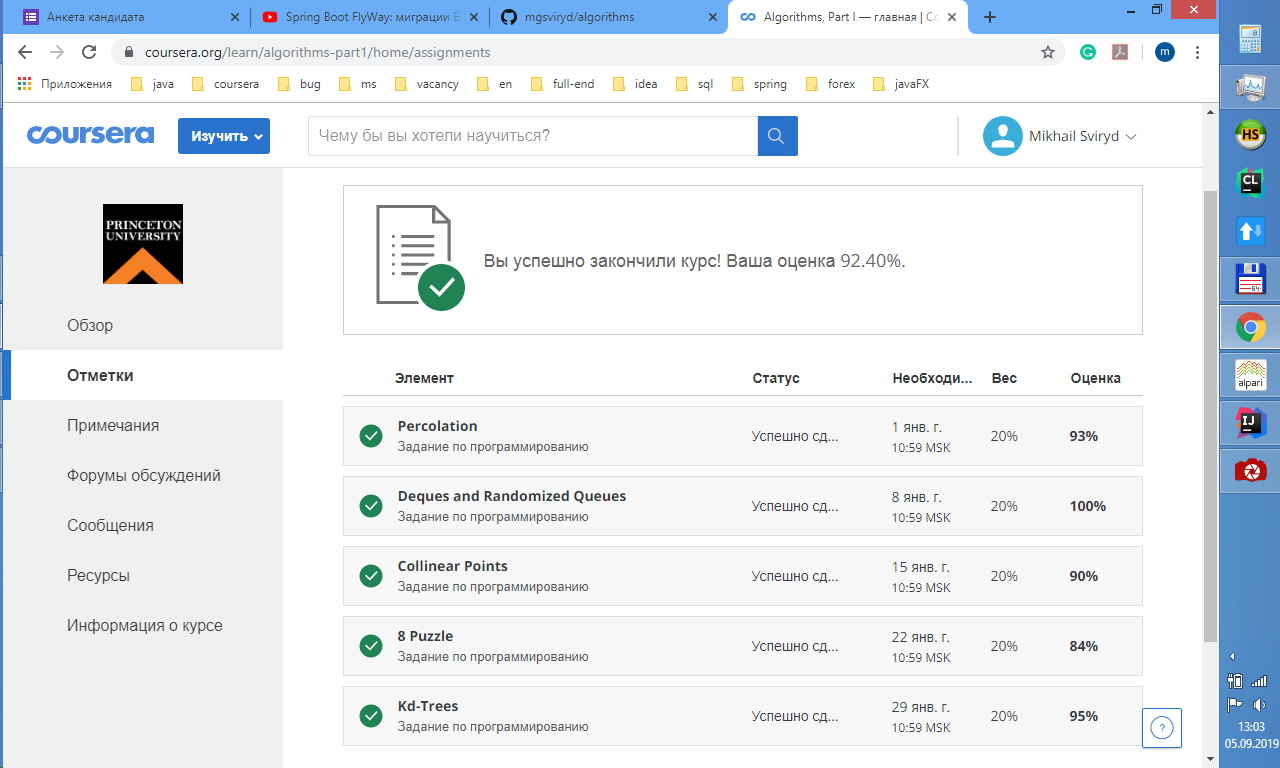 Анкета кандидата
Spring Boot FlyWay: миграции Б
mgsviryd/algorithms
Algorithms, Part I — главная | Co
coursera.org/learn/algorithms-part1/home/assignments
m
Приложения java coursera bug ms vacancy en full-end idea sql spring forex javaFX
coursera
Изучить
Чему бы вы хотели научиться?
Mikhail Sviryd
PRINCETON
UNIVERSITY
Обзор
Отметки
Примечания
Форумы обсуждений
Сообщения
Ресурсы
Информация о курсе
Вы успешно закончили курс! Ваша оценка 92.40%.
Элемент Статус Необходи... Вес Оценка
Percolation
Задание по программированию
Успешно сд...
1 янв. г.
10:59 MSK
20%
93%
Deques and Randomized Queues
Задание по программированию
Успешно сд...
8 янв. г.
10:59 MSK
20%
100%
Collinear Points
Задание по программированию
Успешно сд...
15 янв. г.
10:59 MSK
20%
90%
8 Puzzle
Задание по программированию
Успешно сд...
22 янв. г.
10:59 MSK
20%
84%
Kd-Trees
Задание по программированию
Успешно сд...
29 янв. г.
10:59 MSK
20%
95%
?
HS
CL
64
alpari
IJ
13:03
05.09.2019